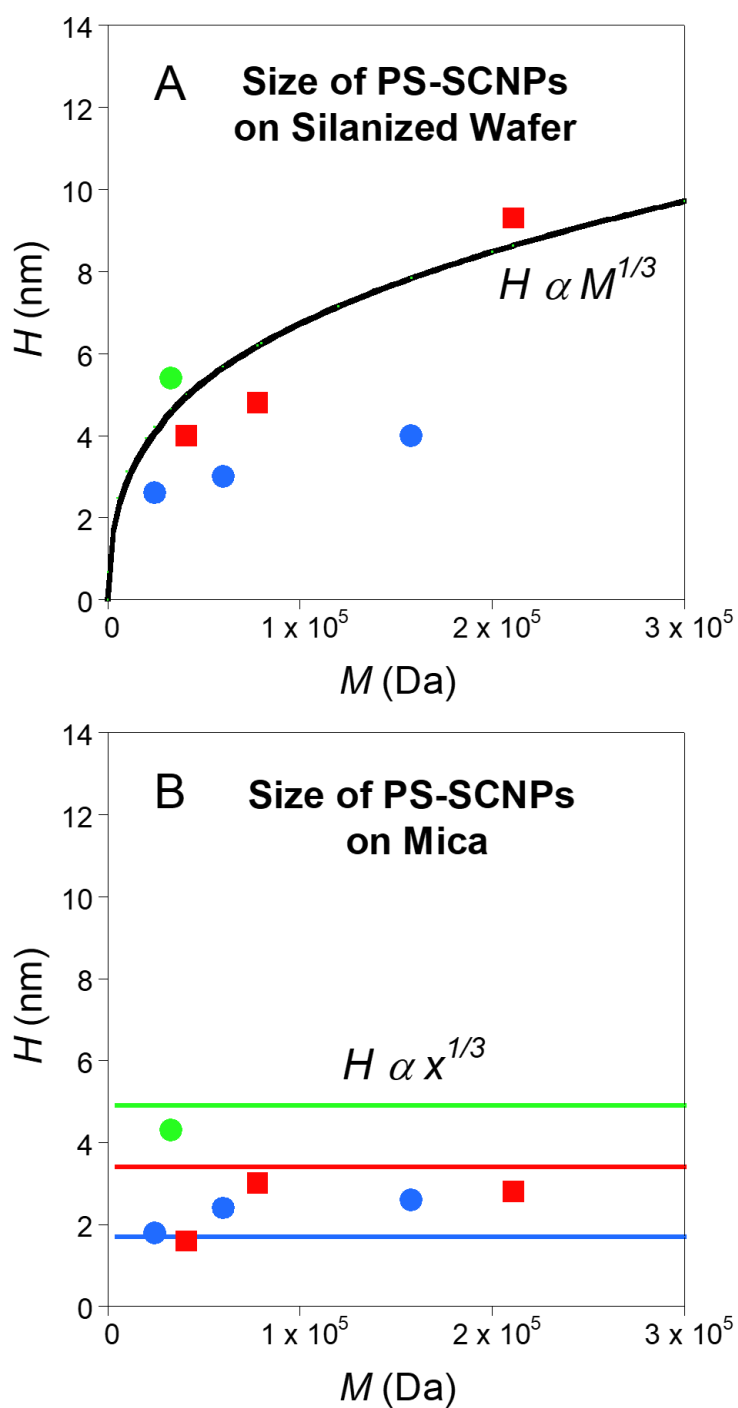 14
A
Size of PS-SCNPs
on Silanized Wafer
12
10
8
H α M^{1/3}
6
4
2
0
H (nm)
0
1 x 10^5
2 x 10^5
3 x 10^5
M (Da)
14
B
Size of PS-SCNPs
on Mica
12
10
8
6
H α x^{1/3}
4
2
0
H (nm)
0
1 x 10^5
2 x 10^5
3 x 10^5
M (Da)